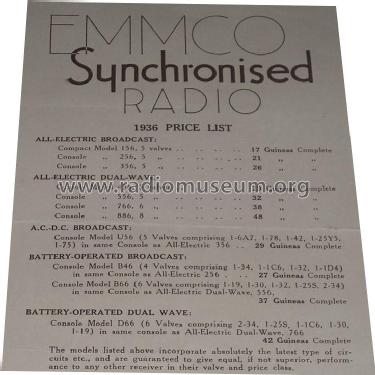 EMMCO
Synchronised
RADIO
1936 PRICE LIST
ALL-ELECTRIC BROADCAST:
Compact Model 156, 5 valves .. .. .. .. 17 Guineas Complete
Console ,, 256, 5 ,, .. .. .. .. 21 ,, ,,
Console ,, 356, 5 ,, .. .. .. .. 26 ,, ,,
ALL-ELECTRIC DUAL-WAVE:
www.radiomuseum.org
Complete
Console ,, 556, 5 32 ,, ,,
Console ,, 766, 6 ,, .. .. .. .. 38 ,, ,,
Console ,, 886, 8 ,, .. .. .. .. 48 ,, ,,
A.C.-D.C. BROADCAST:
Console Model U56 (5 Valves comprising 1-6A7, 1-78, 1-42, 1-25Y5,
1-75) in same Console as All-Electric 356 .. 29 Guineas Complete
BATTERY-OPERATED BROADCAST:
Console Model B46 (4 Valves comprising 1-34, 1-1C6, 1-32, 1-1D4)
in same Console as All-Electric 256 .. 27 Guineas Complete
Console Model B66 (6 Valves comprising 1-19, 1-30, 1-32, 1-25S, 2-34)
in same Console as All-Electric Dual-Wave, 556,
37 Guineas Complete
BATTERY-OPERATED DUAL WAVE:
Console Model D66 (6 Valves comprising 2-34, 1-25S, 1-1C6, 1-30,
1-19) in same Console as All-Electric Dual-Wave, 766
42 Guineas Complete
The models listed above incorporate absolutely the latest type of cir-
cuits etc., and are guaranteed to give equal, if not superior, perform-
ance to any other receiver in their valve and price class.